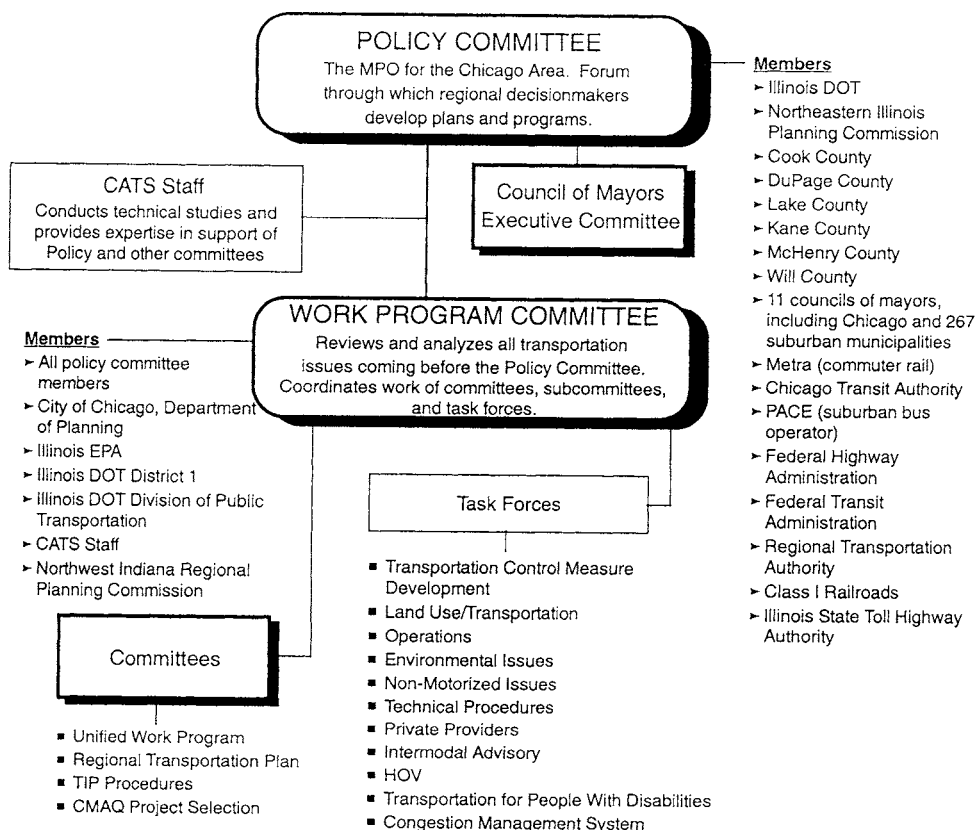 POLICY COMMITTEE
The MPO for the Chicago Area. Forum
through which regional decisionmakers
develop plans and programs.
Members
➢ Illinois DOT
➢ Northeastern Illinois
Planning Commission
➢ Cook County
➢ DuPage County
➢ Lake County
➢ Kane County
➢ McHenry County
➢ Will County
➢ 11 councils of mayors,
including Chicago and 267
suburban municipalities
➢ Metra (commuter rail)
➢ Chicago Transit Authority
➢ PACE (suburban bus
operator)
➢ Federal Highway
Administration
➢ Federal Transit
Administration
➢ Regional Transportation
Authority
➢ Class I Railroads
➢ Illinois State Toll Highway
Authority
CATS Staff
Conducts technical studies and
provides expertise in support of
Policy and other committees
Council of Mayors
Executive Committee
WORK PROGRAM COMMITTEE
Reviews and analyzes all transportation
issues coming before the Policy Committee.
Coordinates work of committees, subcommittees,
and task forces.
Members
➢ All policy committee
members
➢ City of Chicago, Department
of Planning
➢ Illinois EPA
➢ Illinois DOT District 1
➢ Illinois DOT Division of Public
Transportation
➢ CATS Staff
➢ Northwest Indiana Regional
Planning Commission
Committees
■ Unified Work Program
■ Regional Transportation Plan
■ TIP Procedures
■ CMAQ Project Selection
Task Forces
■ Transportation Control Measure
Development
■ Land Use/Transportation
■ Operations
■ Environmental Issues
■ Non-Motorized Issues
■ Technical Procedures
■ Private Providers
■ Intermodal Advisory
■ HOV
■ Transportation for People With Disabilities
■ Congestion Management System